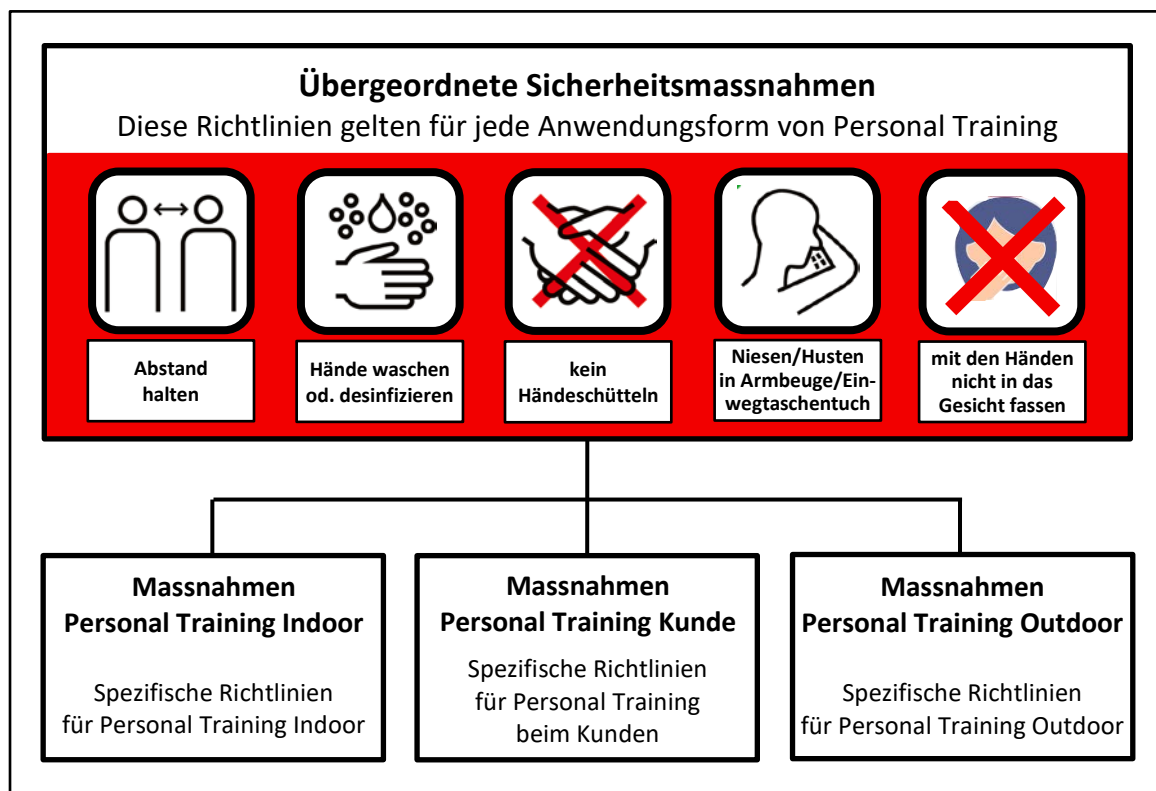 Übergeordnete Sicherheitsmassnahmen
Diese Richtlinien gelten für jede Anwendungsform von Personal Training
Abstand
halten
Hände waschen
od. desinfizieren
kein
Händeschütteln
Niesen/Husten
in Armbeuge/Ein-
wegtaschentuch
mit den Händen
nicht in das
Gesicht fassen
Massnahmen
Personal Training Indoor
Spezifische Richtlinien
für Personal Training Indoor
Massnahmen
Personal Training Kunde
Spezifische Richtlinien
für Personal Training
beim Kunden
Massnahmen
Personal Training Outdoor
Spezifische Richtlinien
für Personal Training Outdoor